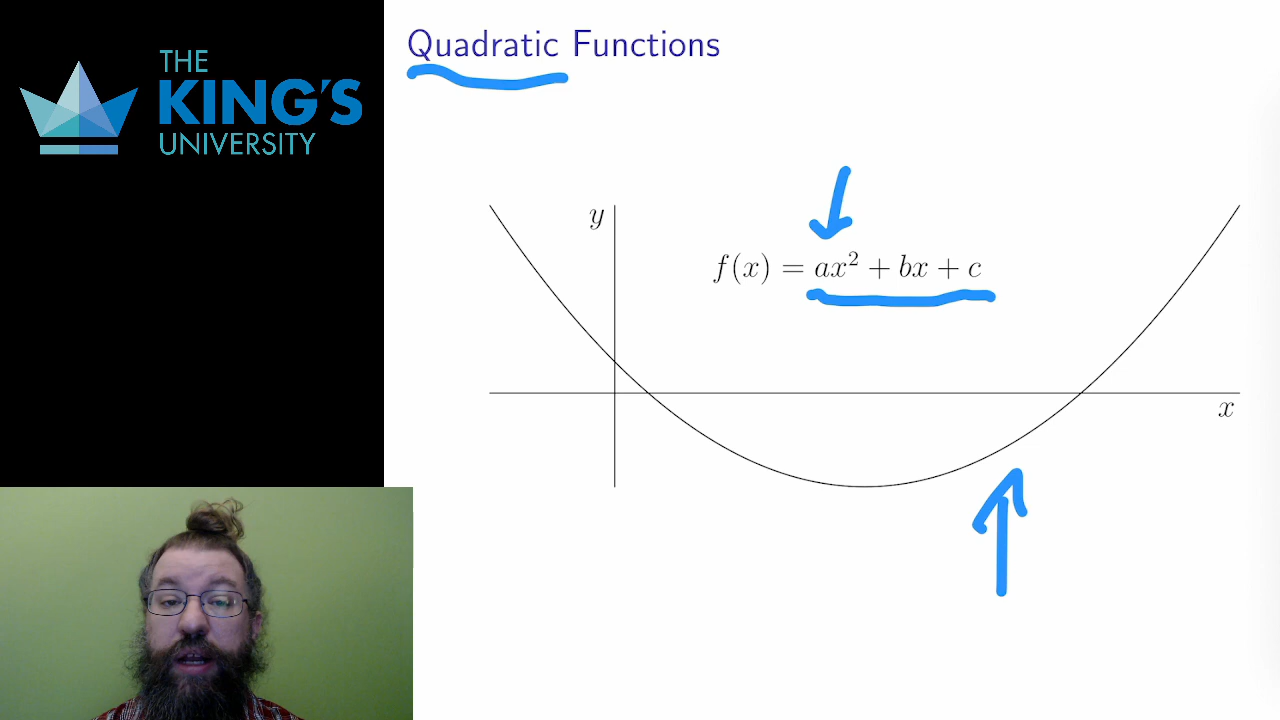 THE
KING'S
UNIVERSITY
Quadratic Functions
y
f(x) = ax² + bx + c
x